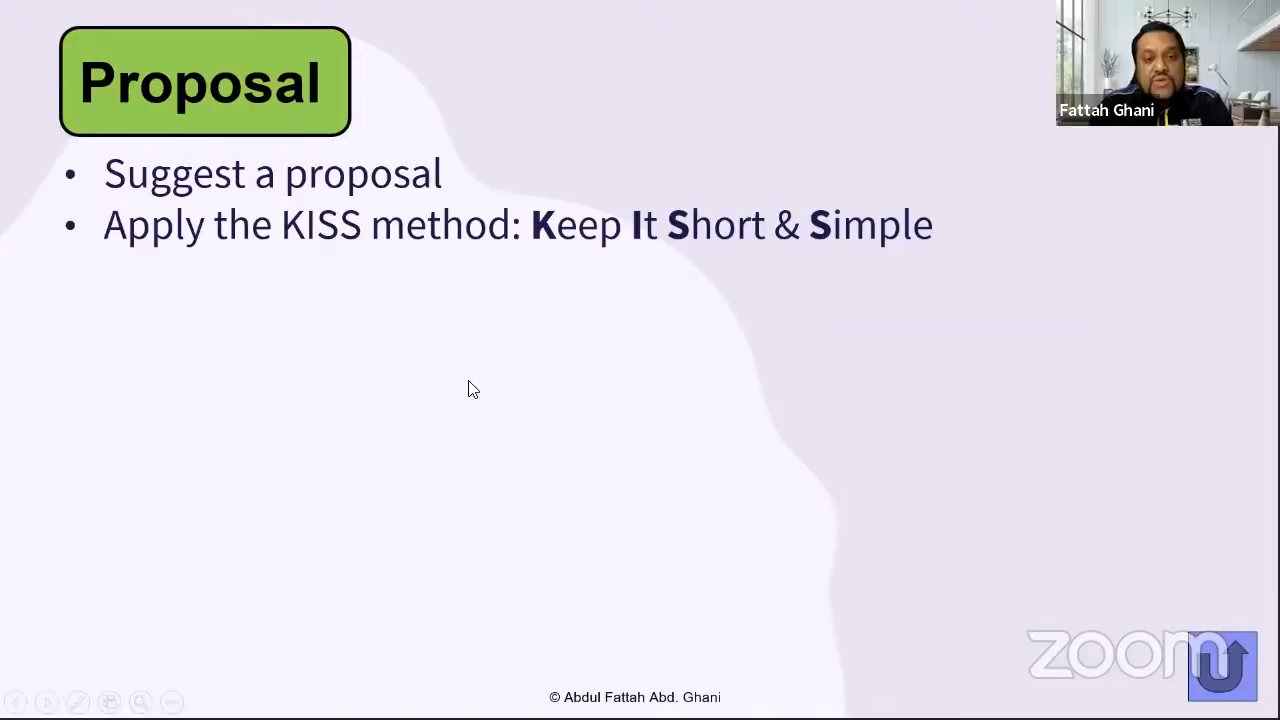 Proposal
Fattah Ghani
• Suggest a proposal
• Apply the KISS method: Keep It Short & Simple
zoom
© Abdul Fattah Abd. Ghani